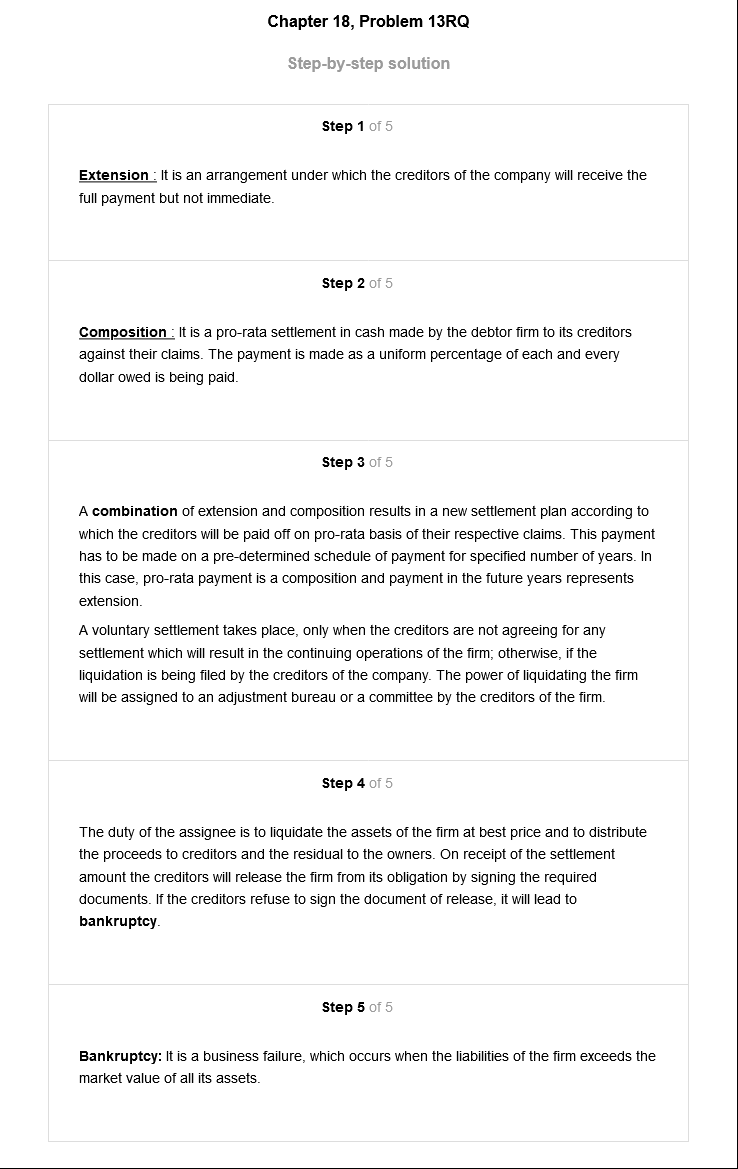 Chapter 18, Problem 13RQ
Step-by-step solution
Step 1 of 5
Extension : It is an arrangement under which the creditors of the company will receive the
full payment but not immediate.
Step 2 of 5
Composition : It is a pro-rata settlement in cash made by the debtor firm to its creditors
against their claims. The payment is made as a uniform percentage of each and every
dollar owed is being paid.
Step 3 of 5
A combination of extension and composition results in a new settlement plan according to
which the creditors will be paid off on pro-rata basis of their respective claims. This payment
has to be made on a pre-determined schedule of payment for specified number of years. In
this case, pro-rata payment is a composition and payment in the future years represents
extension.
A voluntary settlement takes place, only when the creditors are not agreeing for any
settlement which will result in the continuing operations of the firm; otherwise, if the
liquidation is being filed by the creditors of the company. The power of liquidating the firm
will be assigned to an adjustment bureau or a committee by the creditors of the firm.
Step 4 of 5
The duty of the assignee is to liquidate the assets of the firm at best price and to distribute
the proceeds to creditors and the residual to the owners. On receipt of the settlement
amount the creditors will release the firm from its obligation by signing the required
documents. If the creditors refuse to sign the document of release, it will lead to
bankruptcy.
Step 5 of 5
Bankruptcy: It is a business failure, which occurs when the liabilities of the firm exceeds the
market value of all its assets.